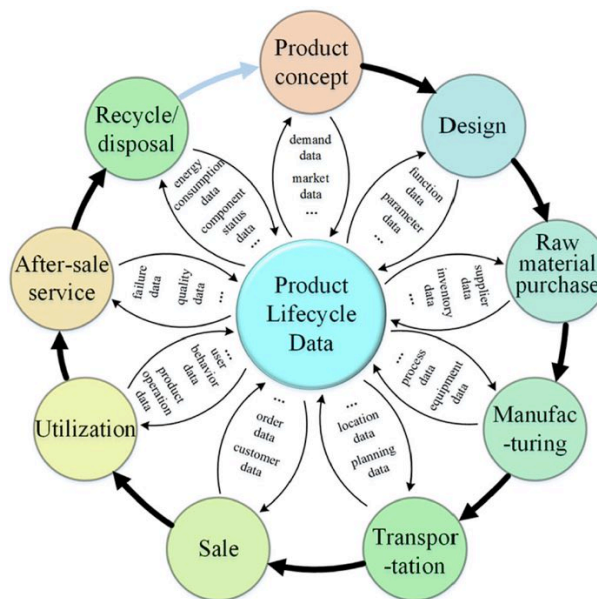 Product
concept
Design
Raw
material
purchase
Manufac
-turing
Transpor
-tation
Sale
Utilization
After-sale
service
Recycle/
disposal
Product
Lifecycle
Data
demand
data
market
data
...
function
data
parameter
data
...
supplier
data
inventory
data
...
...
process
data
equipment
data
...
location
data
planning
data
...
order
data
customer
data
...
user
behavior
data
product
operation
data
failure
data
quality
data
...
energy
consumption
data
component
status
data
...